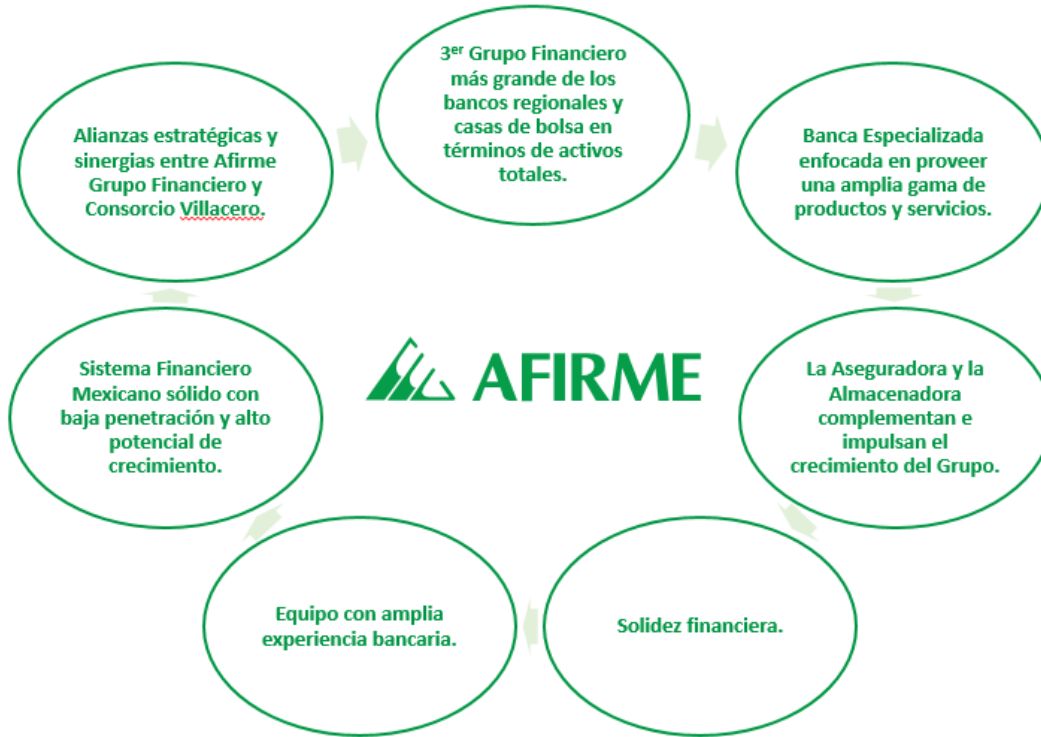 3er Grupo Financiero
más grande de los
bancos regionales y
casas de bolsa en
términos de activos
totales.
Banca Especializada
enfocada en proveer
una amplia gama de
productos y servicios.
La Aseguradora y la
Almacenadora
complementan e
impulsan el
crecimiento del Grupo.
Solidez financiera.
Equipo con amplia
experiencia bancaria.
Sistema Financiero
Mexicano sólido con
baja penetración y alto
potencial de
crecimiento.
Alianzas estratégicas y
sinergias entre Afirme
Grupo Financiero y
Consorcio Villacero.
AFIRME